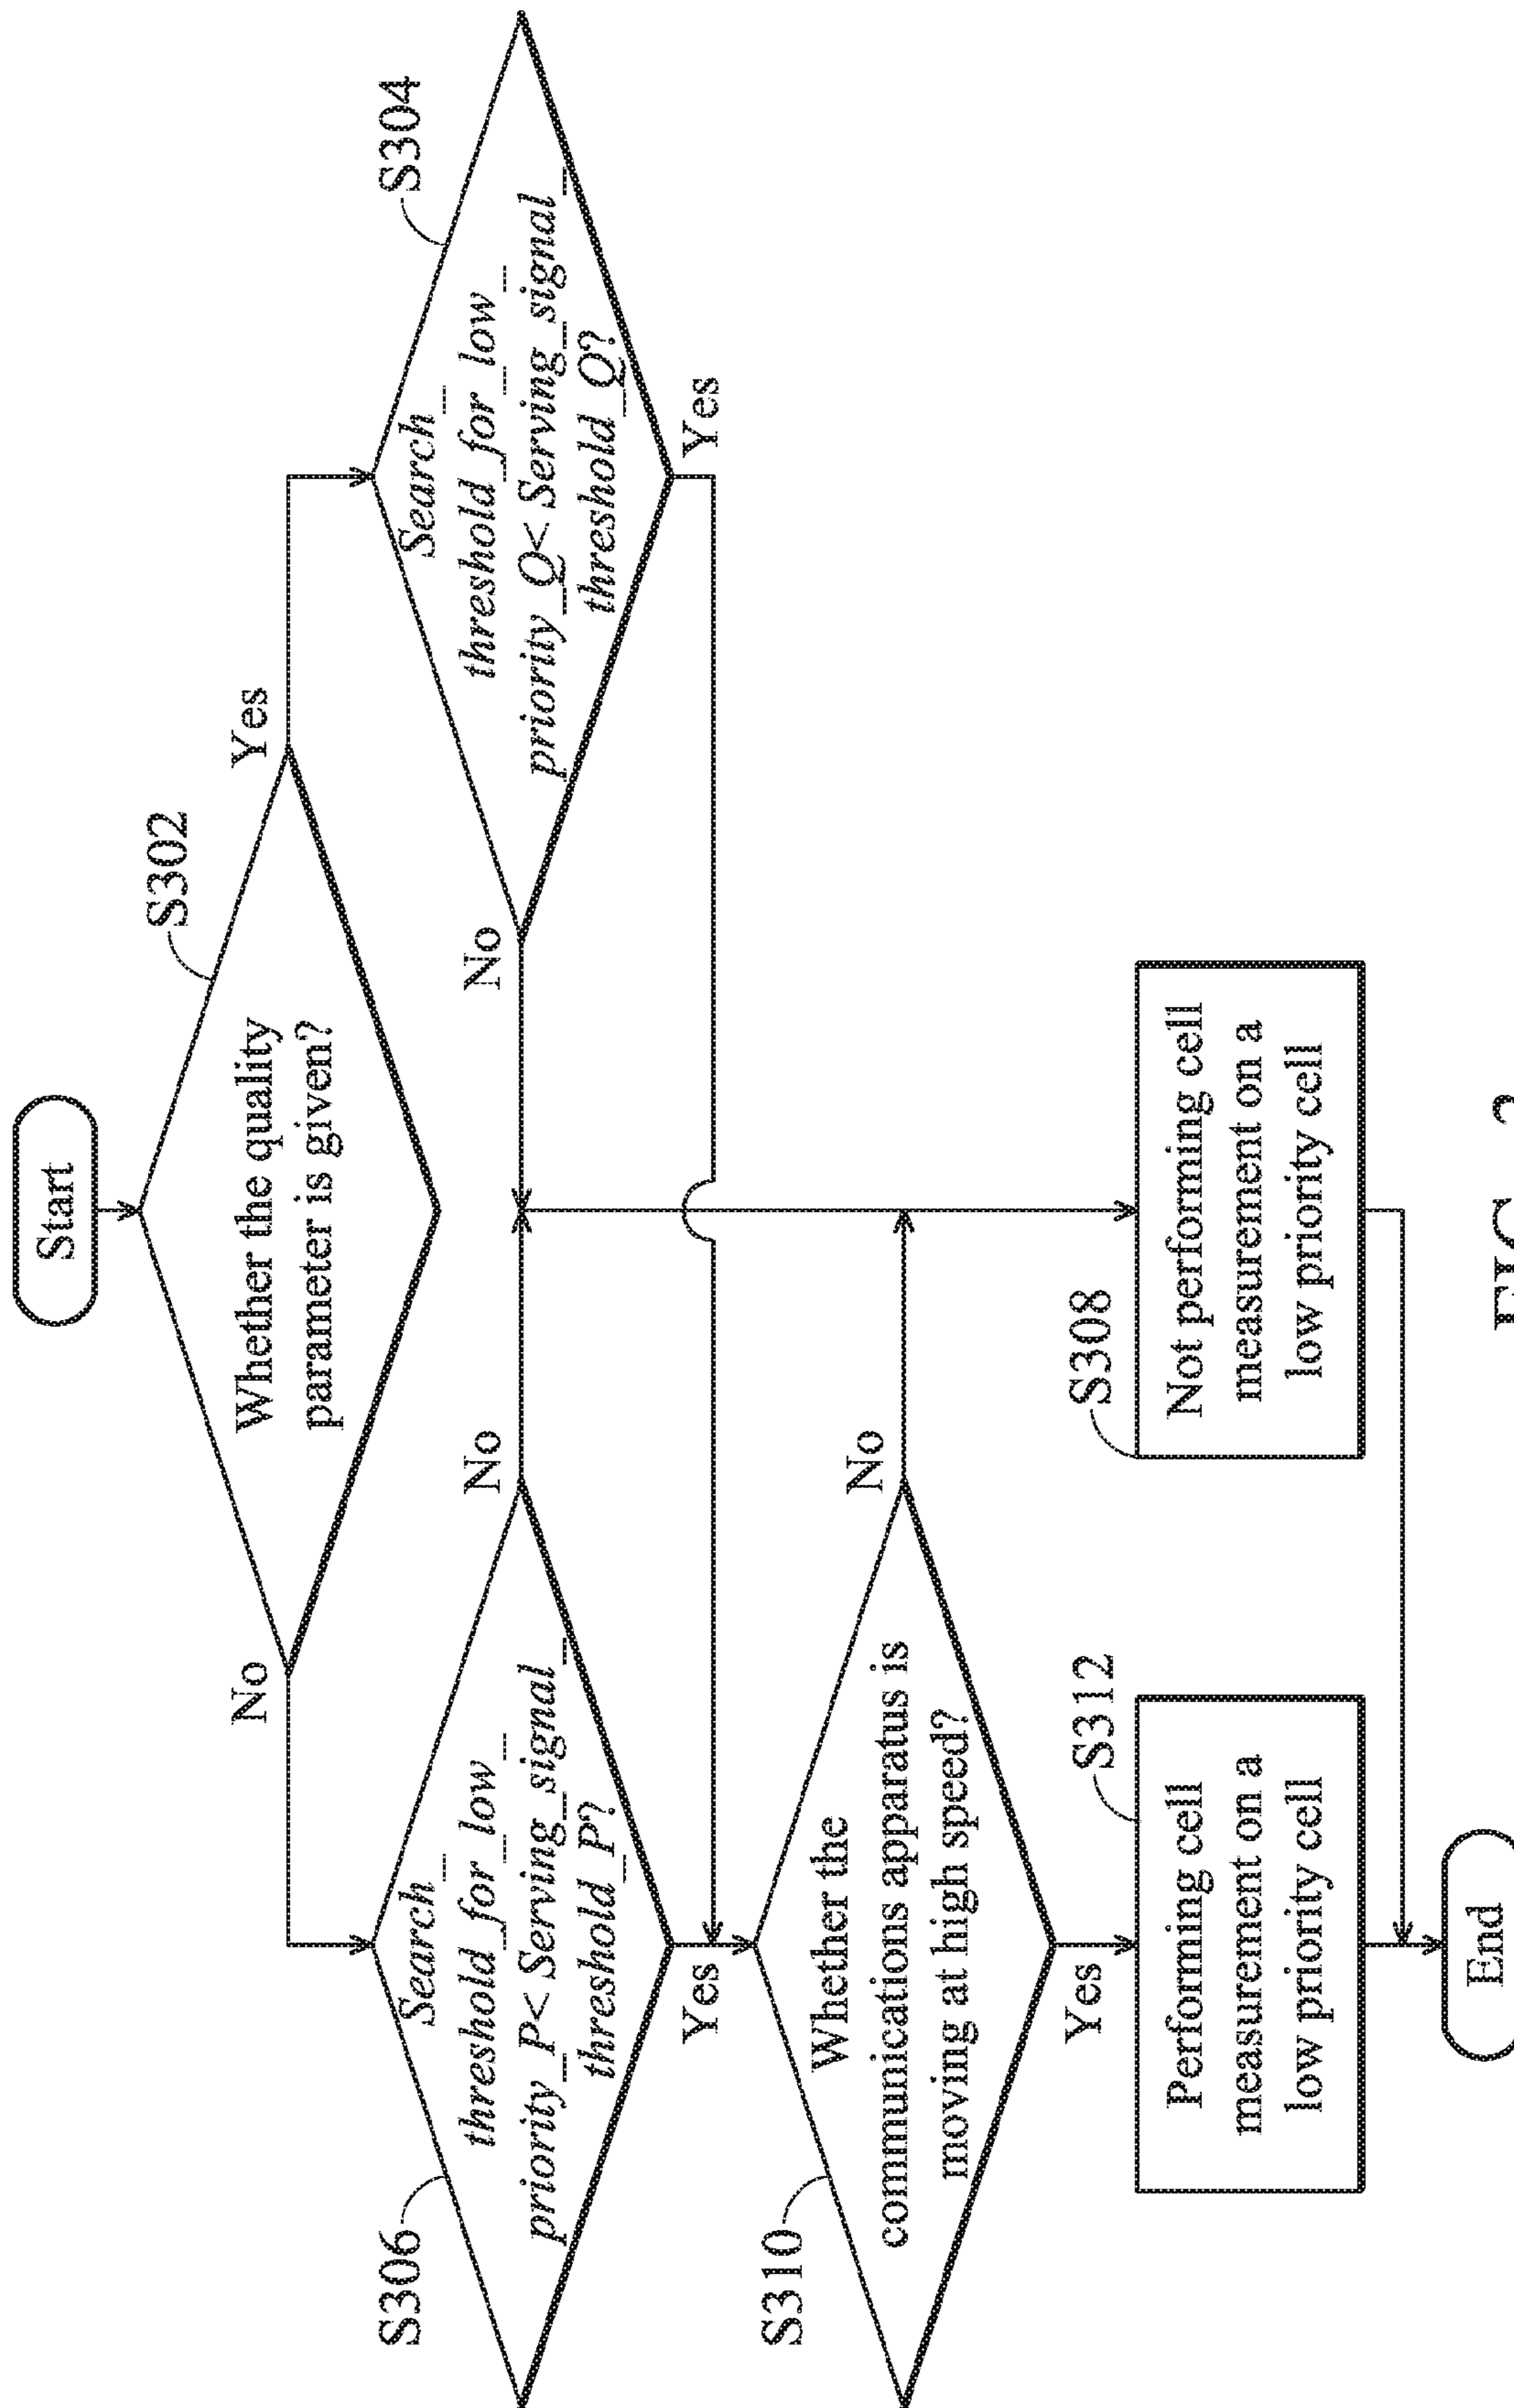 Start
S302
Whether the quality
parameter is given?
No
Yes
S306
Search_
threshold_for_low_
priority_P< Serving_signal_
threshold_P?
No
Yes
S304
Search_
threshold_for_low_
priority_Q< Serving_signal_
threshold_Q?
No
Yes
S310
Whether the
communications apparatus is
moving at high speed?
No
Yes
S312
Performing cell
measurement on a
low priority cell
S308
Not performing cell
measurement on a
low priority cell
End